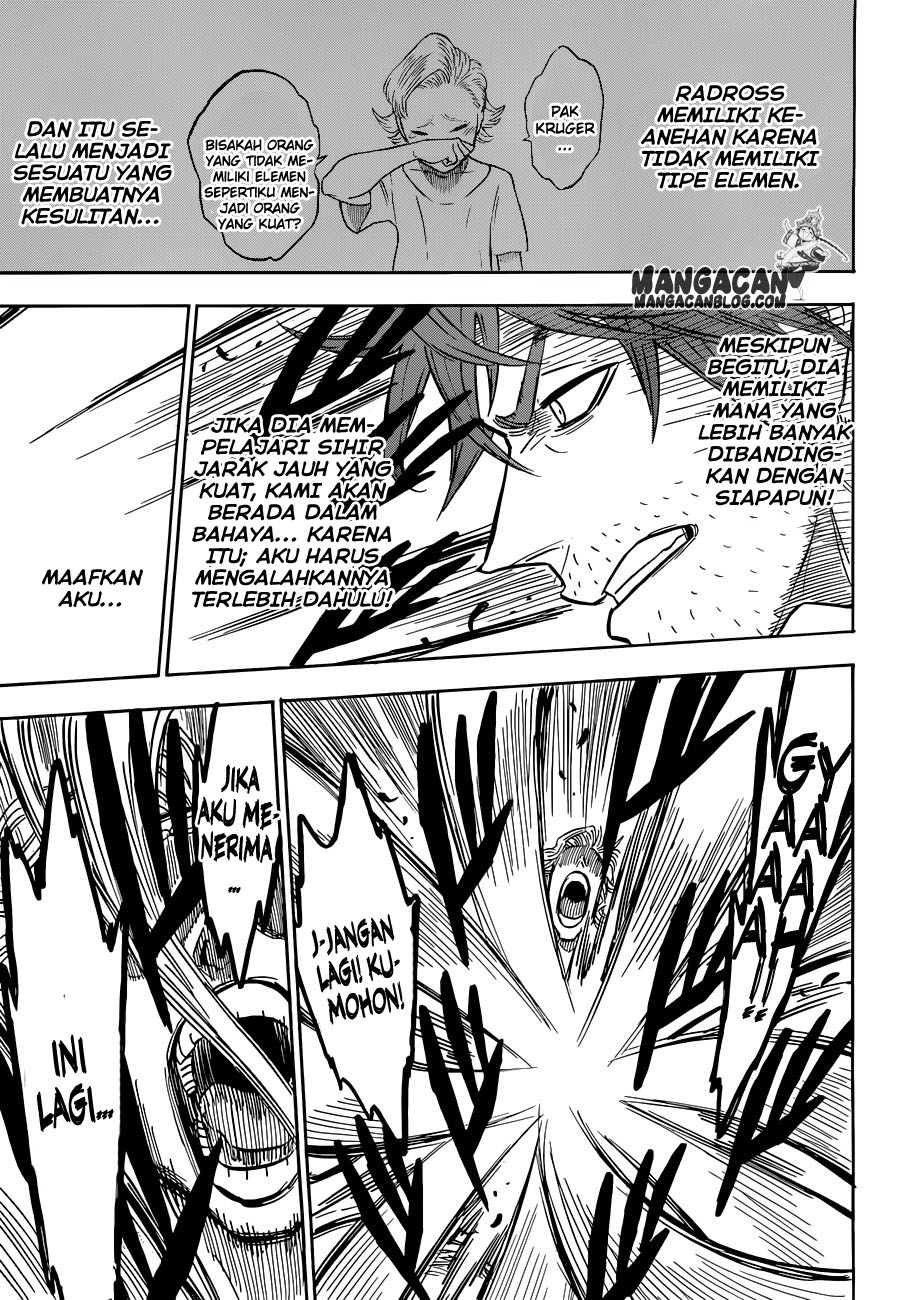 RADROSS
MEMILIKI KE-
ANEHAN KARENA
TIDAK MEMILIKI
TIPE ELEMEN.
PAK
KRUGER
...
BISAKAH ORANG
YANG TIDAK ME-
MILIKI ELEMEN
SEPERTIKU MEN-
JADI ORANG
YANG KUAT?
DAN ITU SE-
LALU MENJADI
SESUATU YANG
MEMBUATNYA
KESULITAN...
MANGACAN
MANGACANBLOG.COM
MESKIPUN
BEGITU, DIA
MEMILIKI
MANA YANG
LEBIH BANYAK
DIBANDING-
KAN DENGAN
SIAPAPUN!
JIKA DIA MEM-
PELAJARI SIHIR
JARAK JAUH YANG
KUAT, KAMI AKAN
BERADA DALAM
BAHAYA... KARENA
ITU; AKU HARUS
MENGALAHKANNYA
TERLEBIH DAHULU!
MAAFKAN
AKU...
GYAAAAAAH!!
J-JANGAN
LAGI! KU-
MOHON!
JIKA
AKU ME-
NERIMA
...
INI
LAGI...